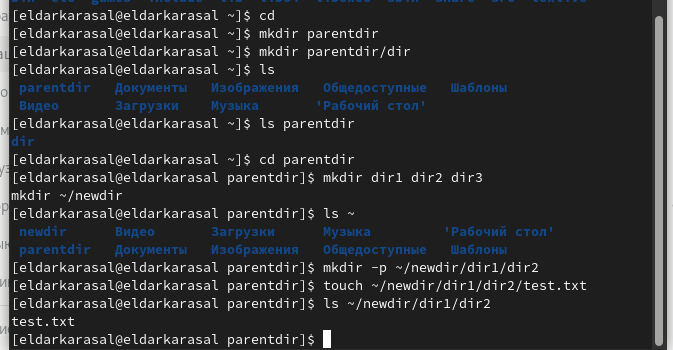 [eldarkarasal@eldarkarasal ~]$ cd
[eldarkarasal@eldarkarasal ~]$ mkdir parentdir
[eldarkarasal@eldarkarasal ~]$ mkdir parentdir/dir
[eldarkarasal@eldarkarasal ~]$ ls
parentdir Документы Изображения Общедоступные Шаблоны
Видео Загрузки Музыка 'Рабочий стол'
[eldarkarasal@eldarkarasal ~]$ ls parentdir
dir
[eldarkarasal@eldarkarasal ~]$ cd parentdir
[eldarkarasal@eldarkarasal parentdir]$ mkdir dir1 dir2 dir3
mkdir ~/newdir
[eldarkarasal@eldarkarasal parentdir]$ ls ~
newdir Видео Загрузки Музыка 'Рабочий стол'
parentdir Документы Изображения Общедоступные Шаблоны
[eldarkarasal@eldarkarasal parentdir]$ mkdir -p ~/newdir/dir1/dir2
[eldarkarasal@eldarkarasal parentdir]$ touch ~/newdir/dir1/dir2/test.txt
[eldarkarasal@eldarkarasal parentdir]$ ls ~/newdir/dir1/dir2
test.txt
[eldarkarasal@eldarkarasal parentdir]$